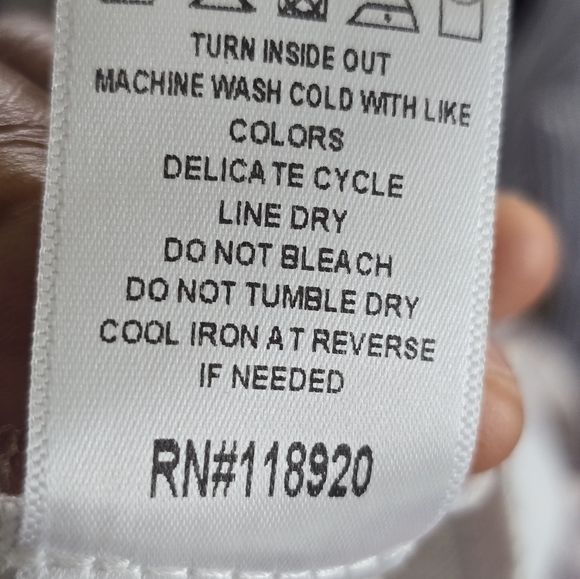 TURN INSIDE OUT
MACHINE WASH COLD WITH LIKE
COLORS
DELICATE CYCLE
LINE DRY
DO NOT BLEACH
DO NOT TUMBLE DRY
COOL IRON AT REVERSE
IF NEEDED
RN#118920